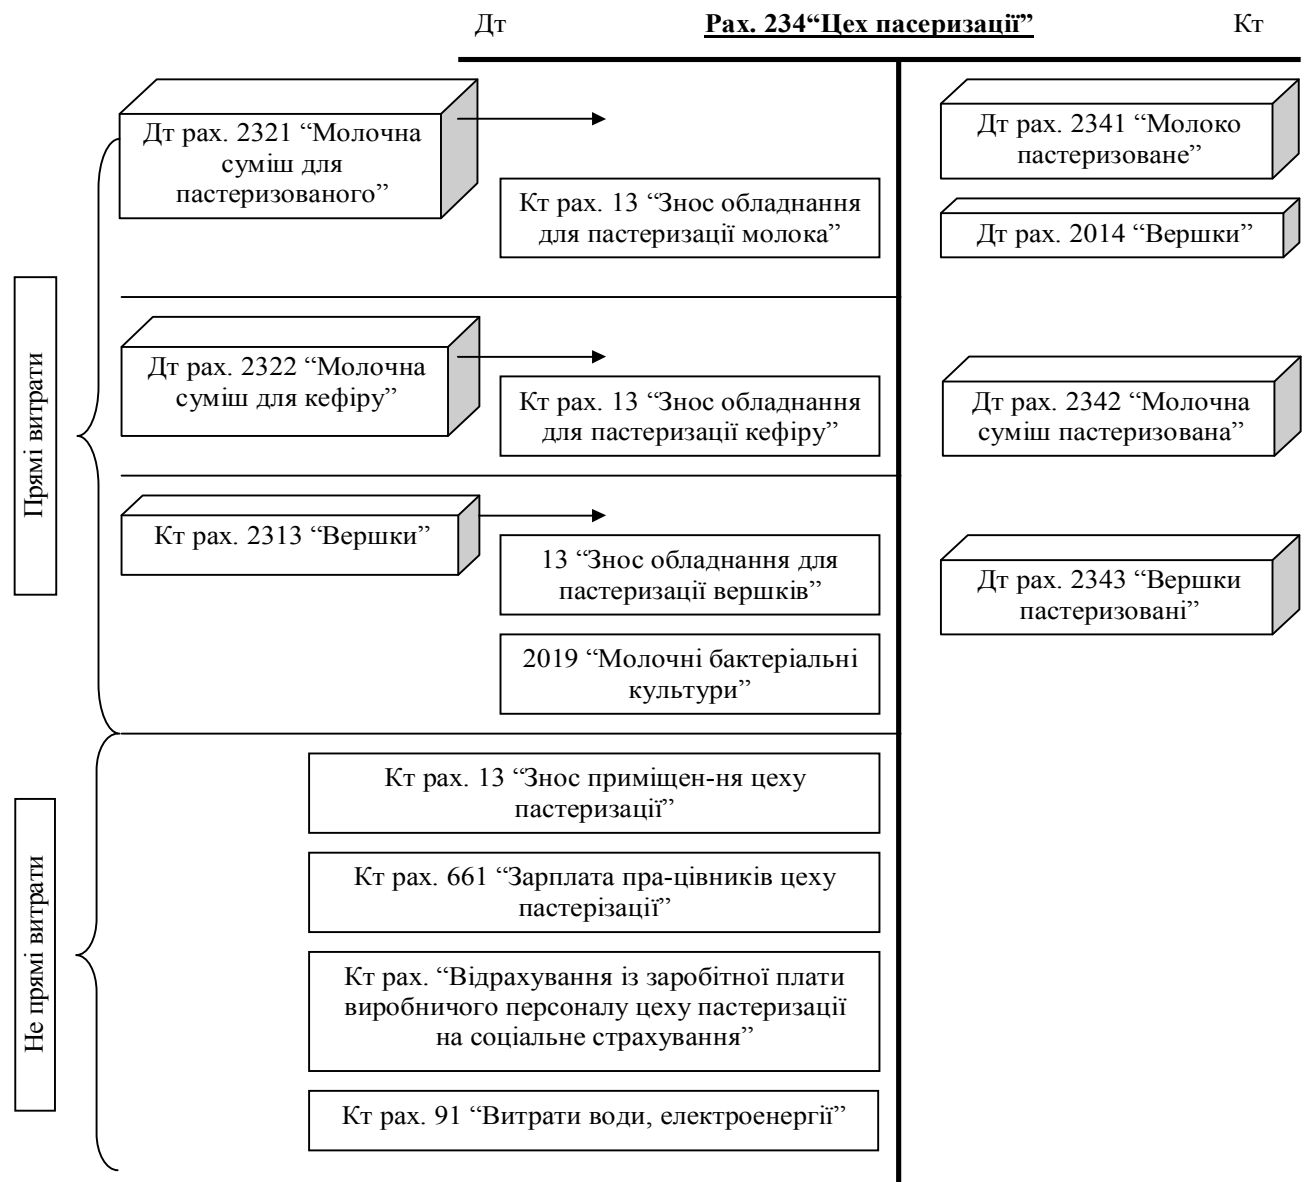 Дт
Рах. 234“Цех пасеризації”
Кт
Дт рах. 2321 “Молочна
суміш для
пастеризованого”
Кт рах. 13 “Знос обладнання
для пастеризації молока”
Дт рах. 2341 “Молоко
пастеризоване”
Дт рах. 2014 “Вершки”
Прямі витрати
Дт рах. 2322 “Молочна
суміш для кефіру”
Кт рах. 13 “Знос обладнання
для пастеризації кефіру”
Дт рах. 2342 “Молочна
суміш пастеризована”
Кт рах. 2313 “Вершки”
13 “Знос обладнання для
пастеризації вершків”
Дт рах. 2343 “Вершки
пастеризовані”
2019 “Молочні бактеріальні
культури”
Не прямі витрати
Кт рах. 13 “Знос приміщен-ня цеху
пастеризації”
Кт рах. 661 “Зарплата пра-цівників цеху
пастерізації”
Кт рах. “Відрахування із заробітної плати
виробничого персоналу цеху пастеризації
на соціальне страхування”
Кт рах. 91 “Витрати води, електроенергії”